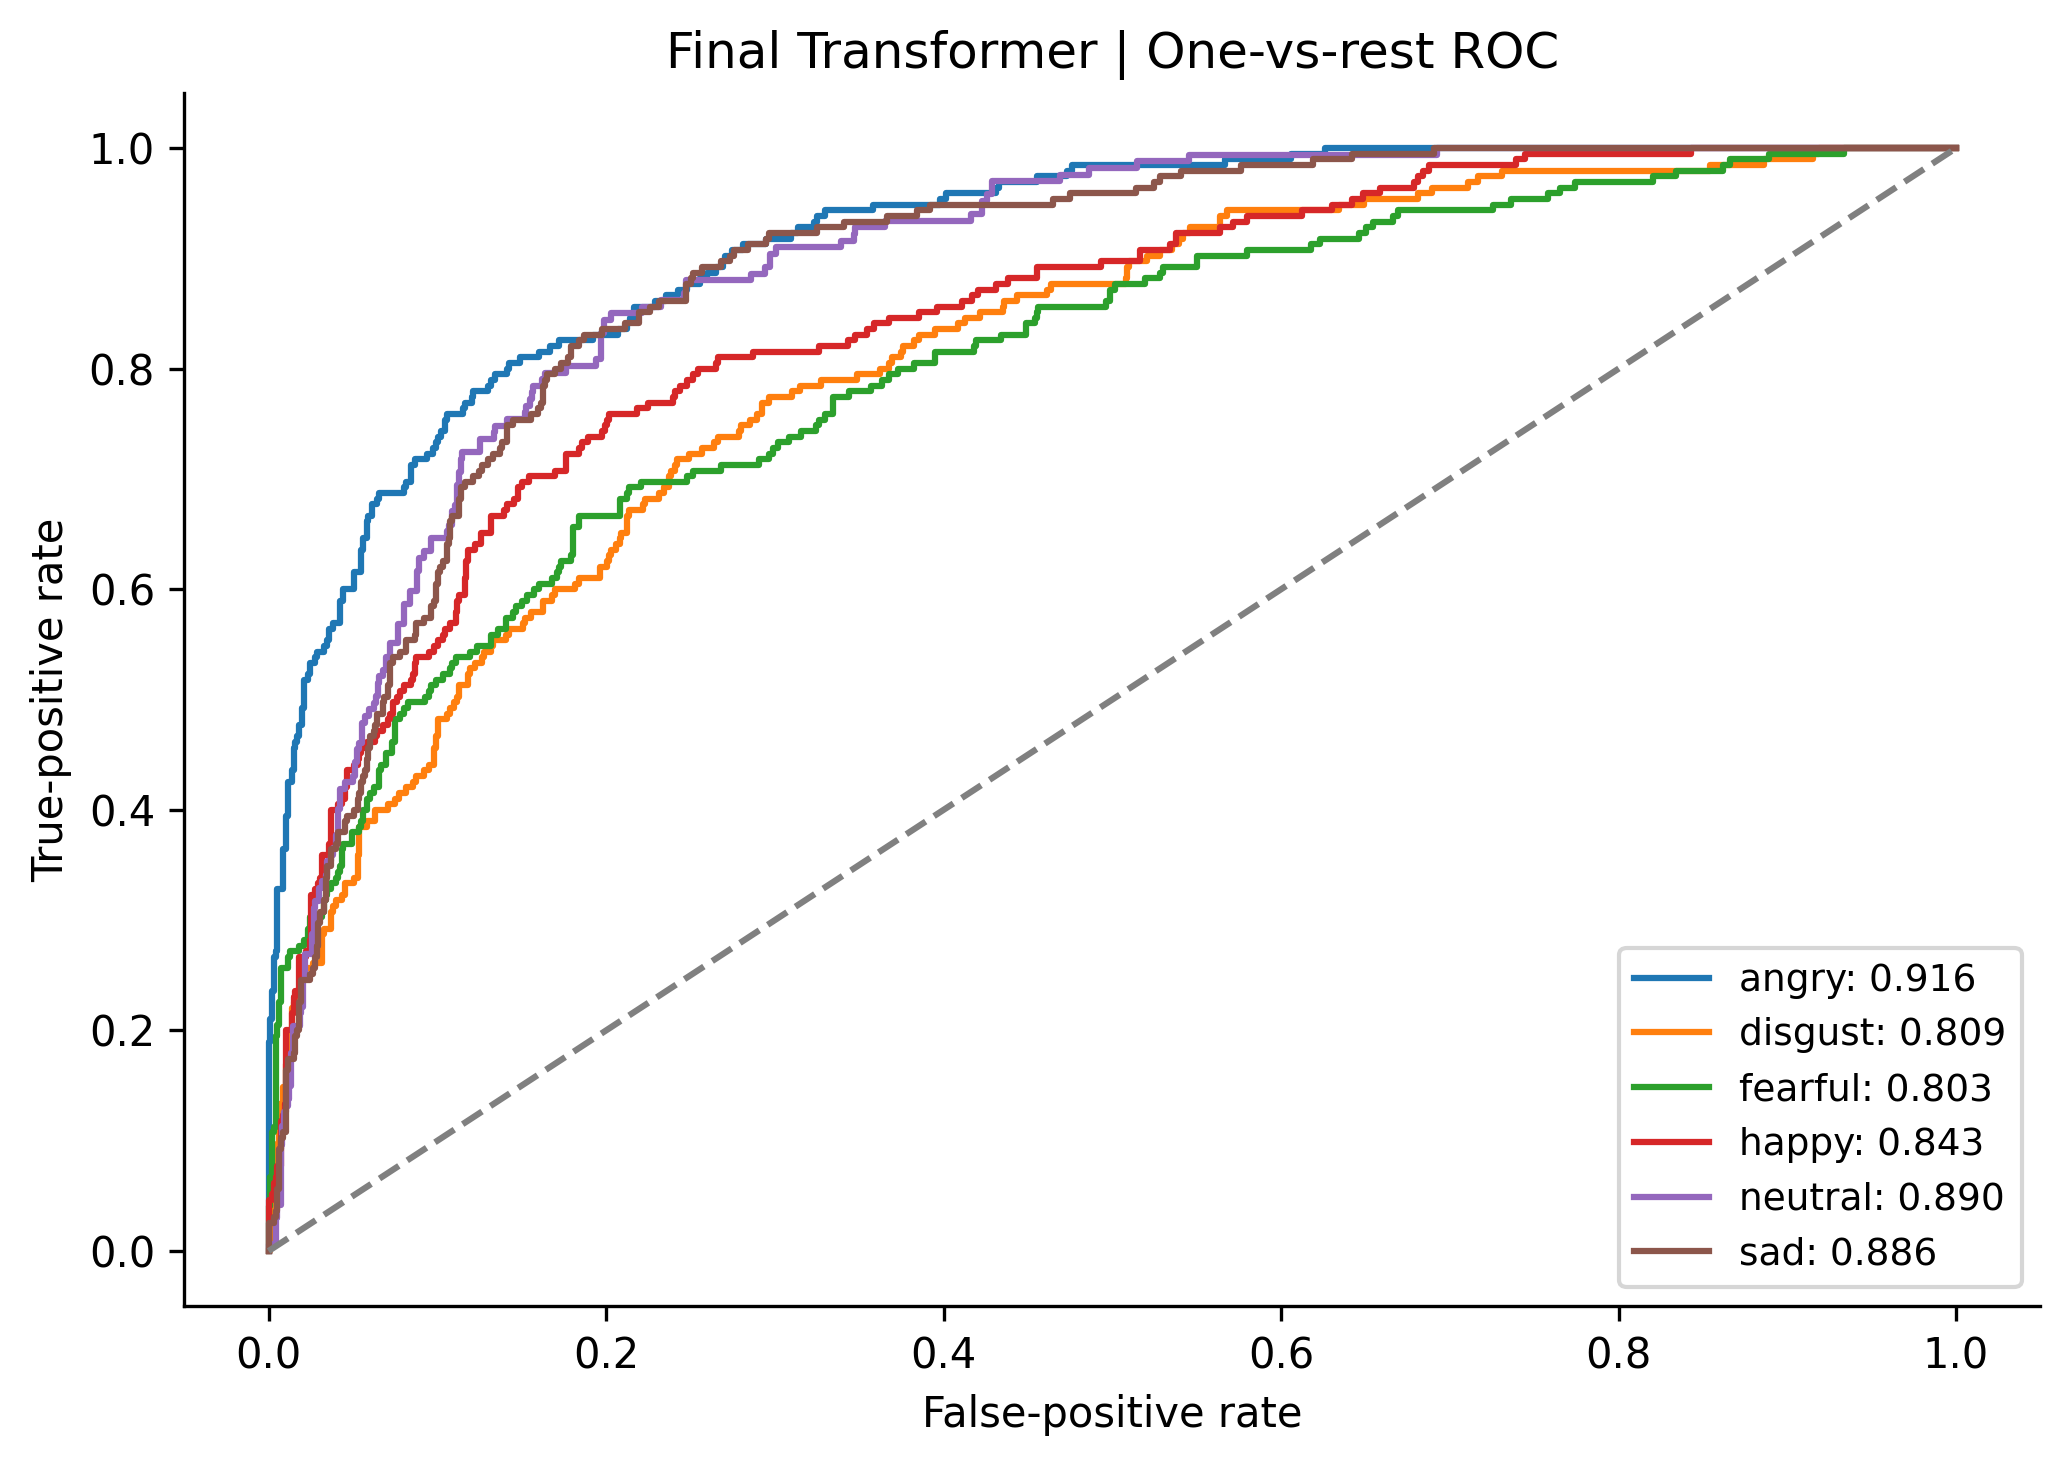 Final Transformer | One-vs-rest ROC
True-positive rate
1.0
0.8
0.6
0.4
0.2
0.0
0.0 0.2 0.4 0.6 0.8 1.0
False-positive rate
angry: 0.916
disgust: 0.809
fearful: 0.803
happy: 0.843
neutral: 0.890
sad: 0.886